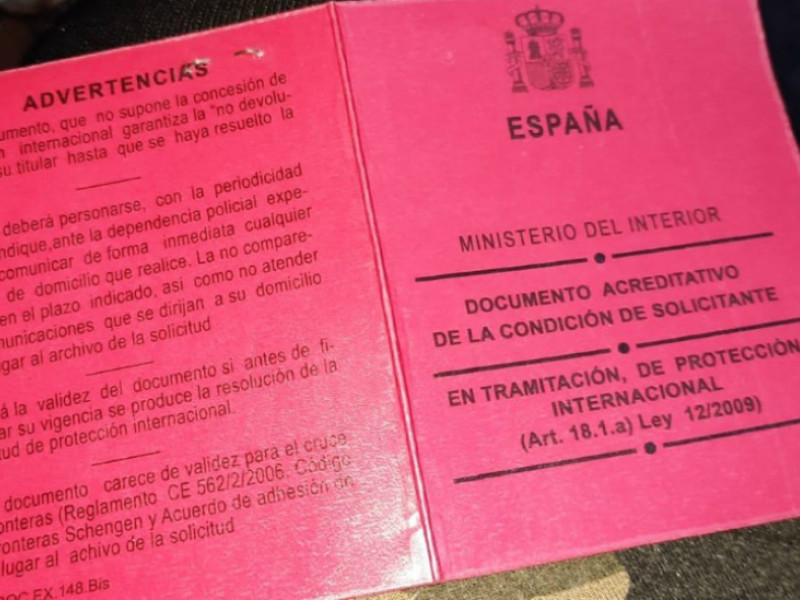 ADVERTENCIAS
umento, que no supone la concesión de
n internacional garantiza la "no devolu-
su titular hasta que se haya resuelto la
deberá personarse, con la periodicidad
ndique,ante la dependencia policial expe-
comunicar de forma inmediata cualquier
de domicilio que realice. La no compare-
en el plazo indicado, así como no atender
municaciones que se dirijan a su domicilio
gar al archivo de la solicitud
á la validez del documento si antes de fi-
ar su vigencia se produce la resolución de la
tud de protección internacional.
documento carece de validez para el cruce
onteras (Reglamento CE 562/2/2006. Código
ronteras Schengen y Acuerdo de adhesión de
lugar al achivo de la solicitud
DOC.EX.148.Bis
ESPAÑA
MINISTERIO DEL INTERIOR
DOCUMENTO ACREDITATIVO
DE LA CONDICIÓN DE SOLICITANTE
EN TRAMITACIÓN, DE PROTECCIÓN
INTERNACIONAL
(Art. 18.1.a) Ley 12/2009)